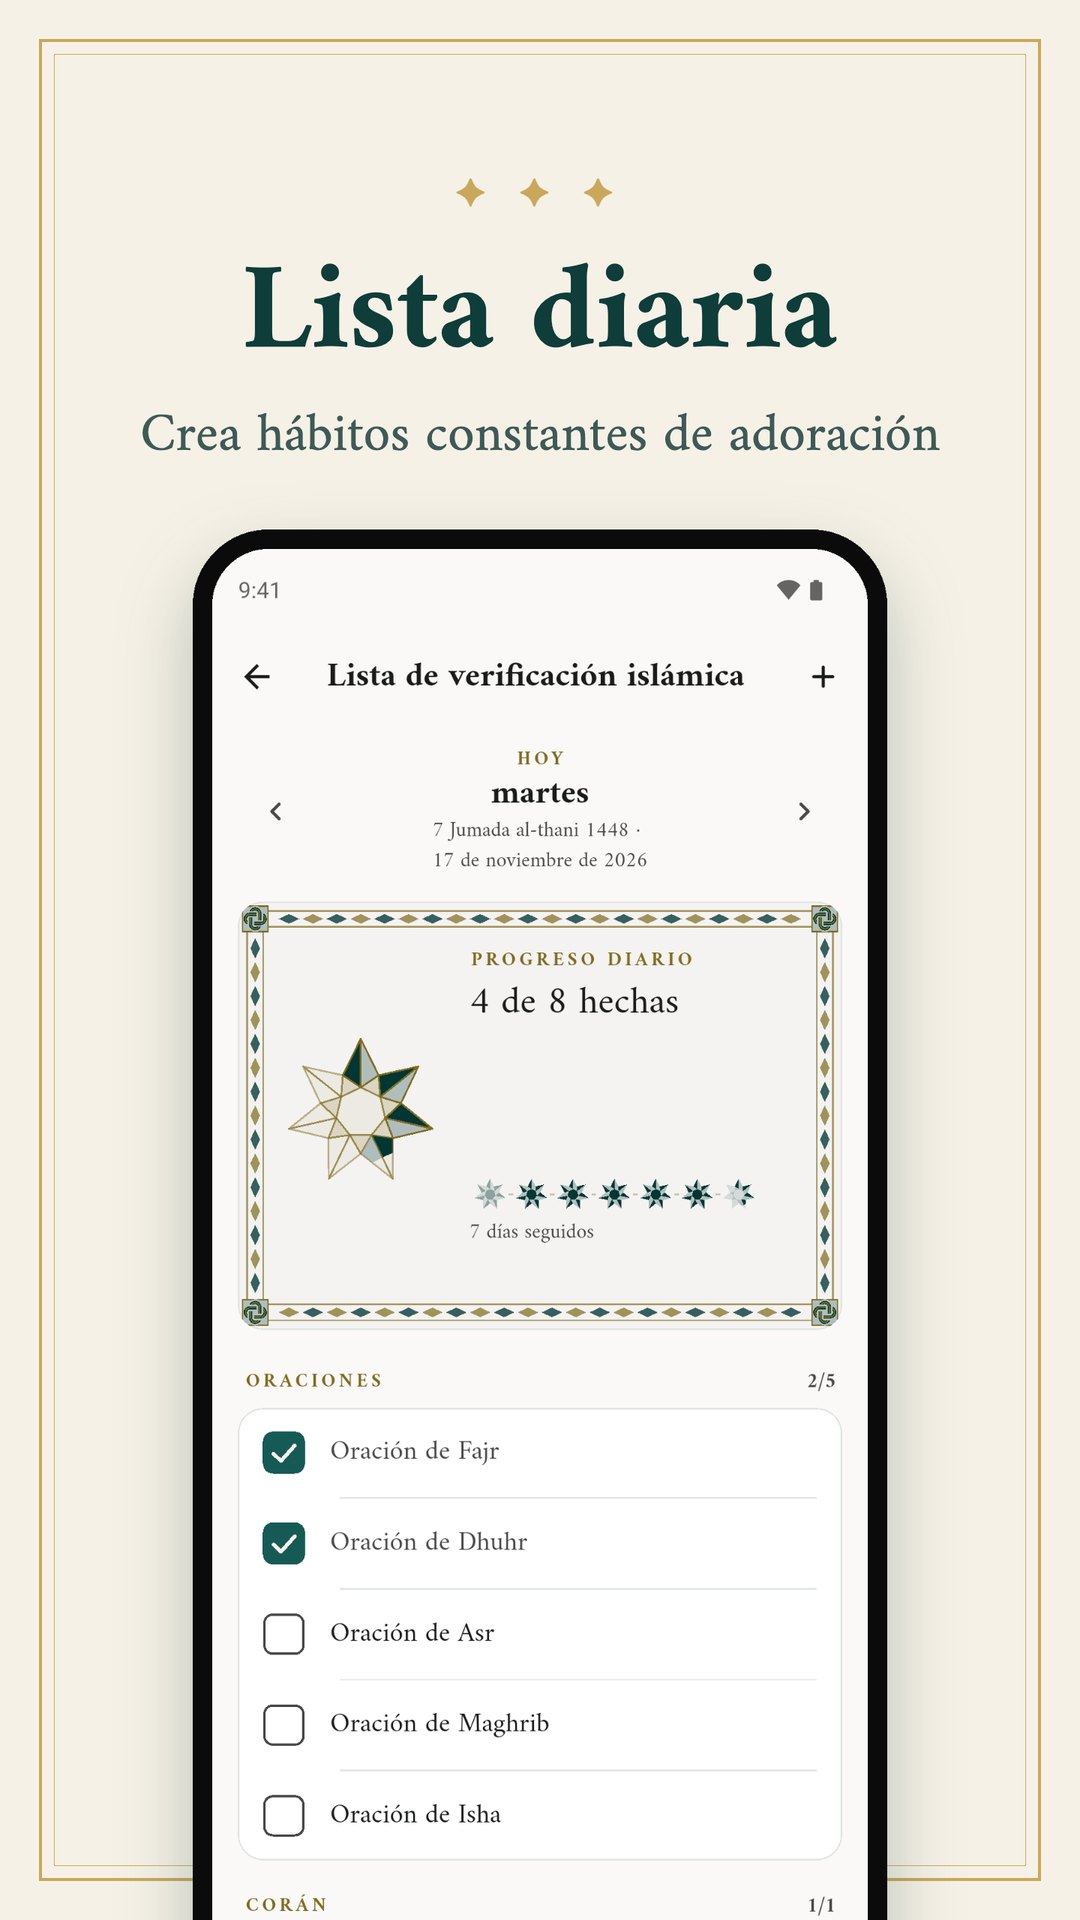 Lista diaria
Crea hábitos constantes de adoración
9:41
Lista de verificación islámica
HOY
martes
7 Jumada al-thani 1448 ·
17 de noviembre de 2026
PROGRESO DIARIO
4 de 8 hechas
7 días seguidos
ORACIONES 2/5
Oración de Fajr
Oración de Dhuhr
Oración de Asr
Oración de Maghrib
Oración de Isha
CORÁN 1/1